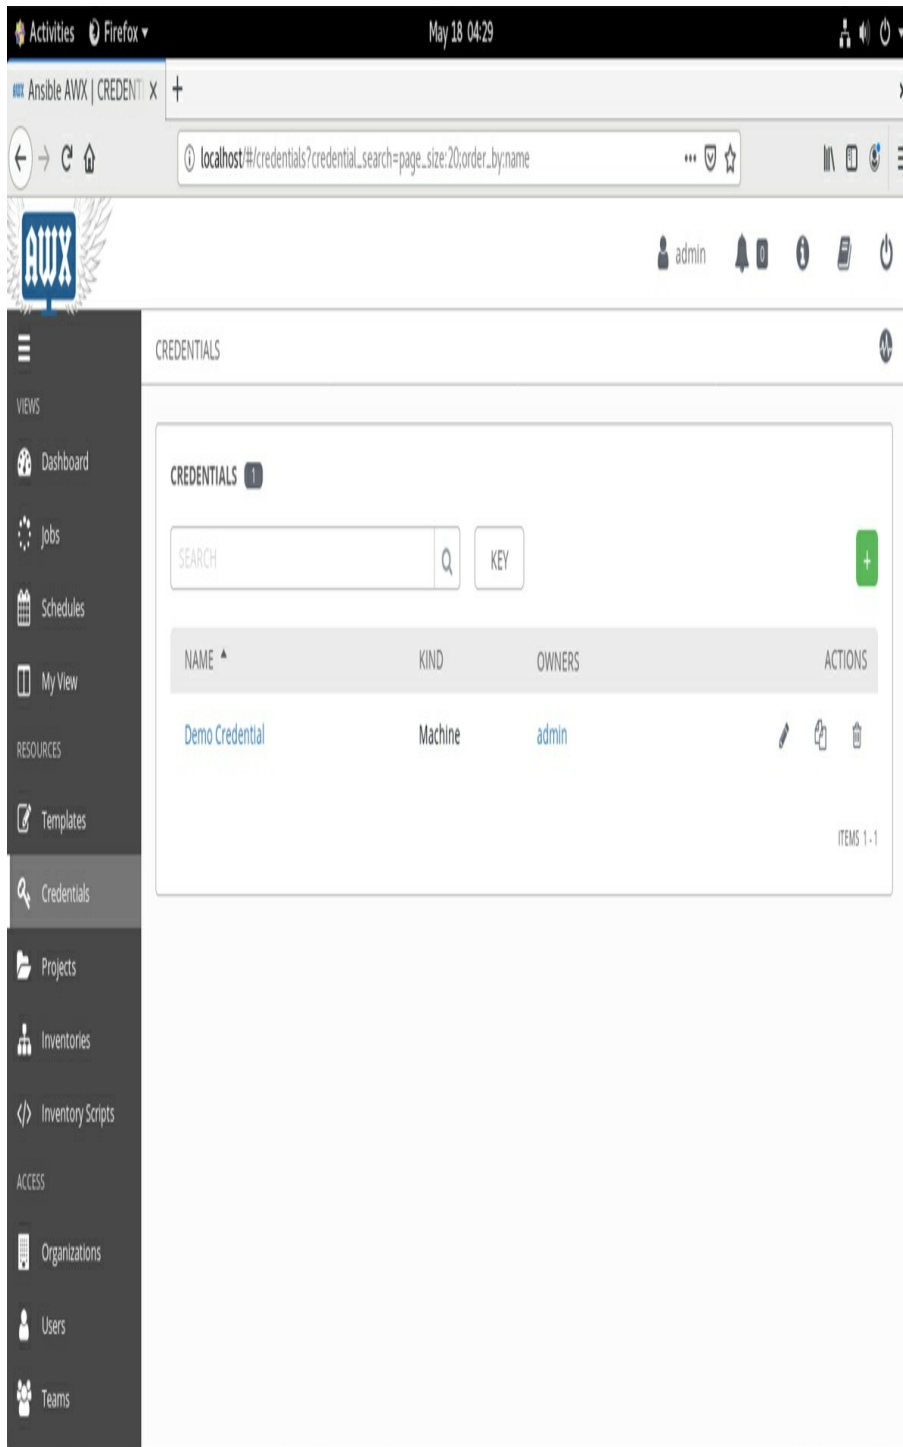 Activities Firefox May 18 04:29
Ansible AWX | CREDENTI
localhost/#/credentials?credential_search=page_size:20;order_by:name
AWX
admin 0
CREDENTIALS
VIEWS
Dashboard
Jobs
Schedules
My View
RESOURCES
Templates
Credentials
Projects
Inventories
Inventory Scripts
ACCESS
Organizations
Users
Teams
CREDENTIALS 1
SEARCH KEY +
NAME KIND OWNERS ACTIONS
Demo Credential Machine admin
ITEMS 1 - 1